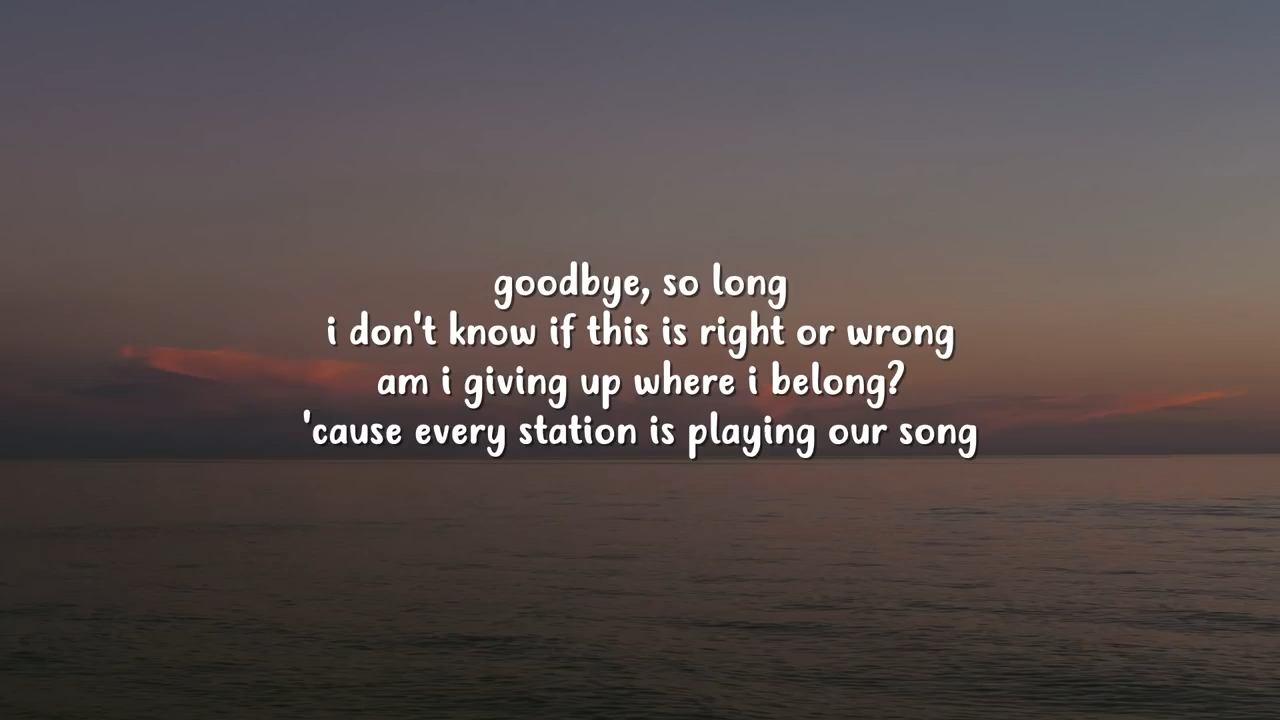 goodbye, so long
i don't know if this is right or wrong
am i giving up where i belong?
'cause every station is playing our song